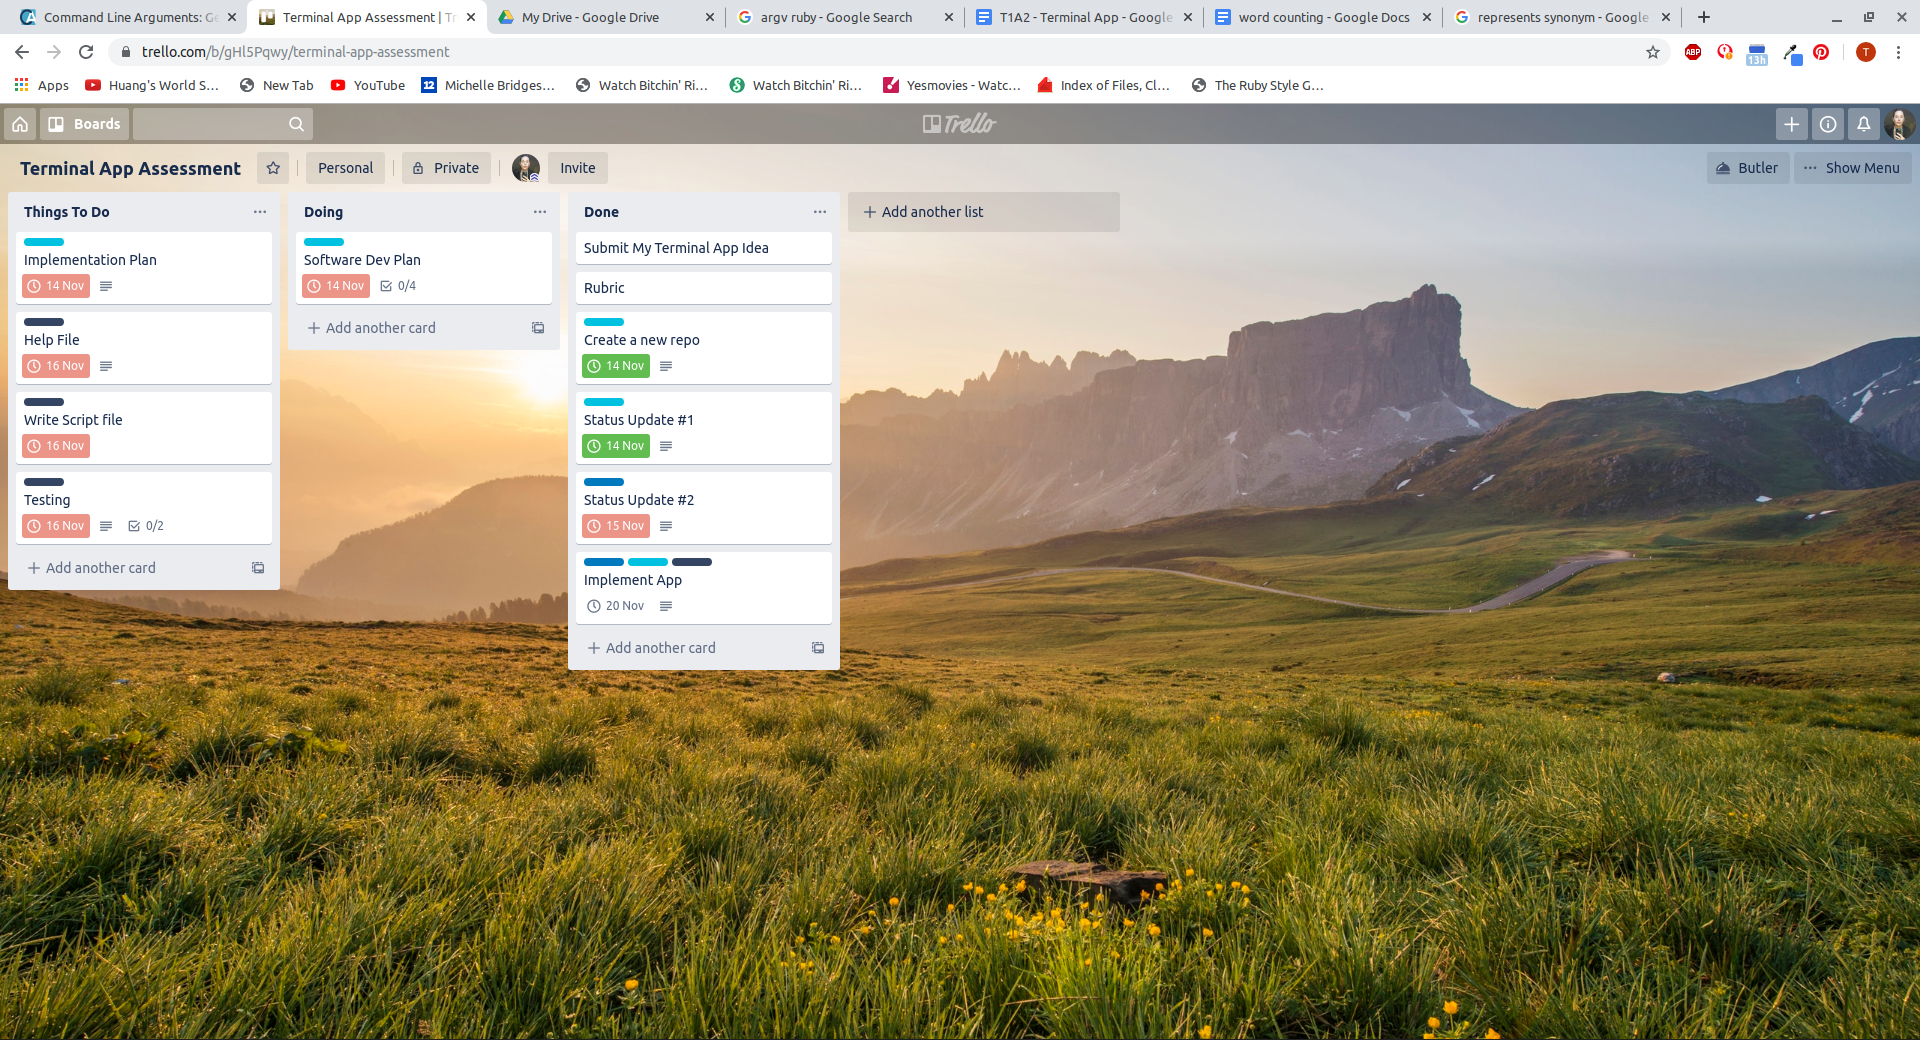 Command Line Arguments: Ge
Terminal App Assessment | Tr
My Drive - Google Drive
argv ruby - Google Search
T1A2 - Terminal App - Google
word counting - Google Docs
represents synonym - Google
trello.com/b/gHl5Pqwy/terminal-app-assessment
ABP
13h
T
Apps
Huang's World S...
New Tab
YouTube
12
Michelle Bridges...
Watch Bitchin' Ri...
Watch Bitchin' Ri...
Yesmovies - Watc...
Index of Files, Cl...
The Ruby Style G...
Boards
Trello
Terminal App Assessment
Personal
Private
Invite
Butler
Show Menu
Things To Do
Implementation Plan
14 Nov
Help File
16 Nov
Write Script file
16 Nov
Testing
16 Nov 0/2
Add another card
Doing
Software Dev Plan
14 Nov 0/4
Add another card
Done
Submit My Terminal App Idea
Rubric
Create a new repo
14 Nov
Status Update #1
14 Nov
Status Update #2
15 Nov
Implement App
20 Nov
Add another card
Add another list